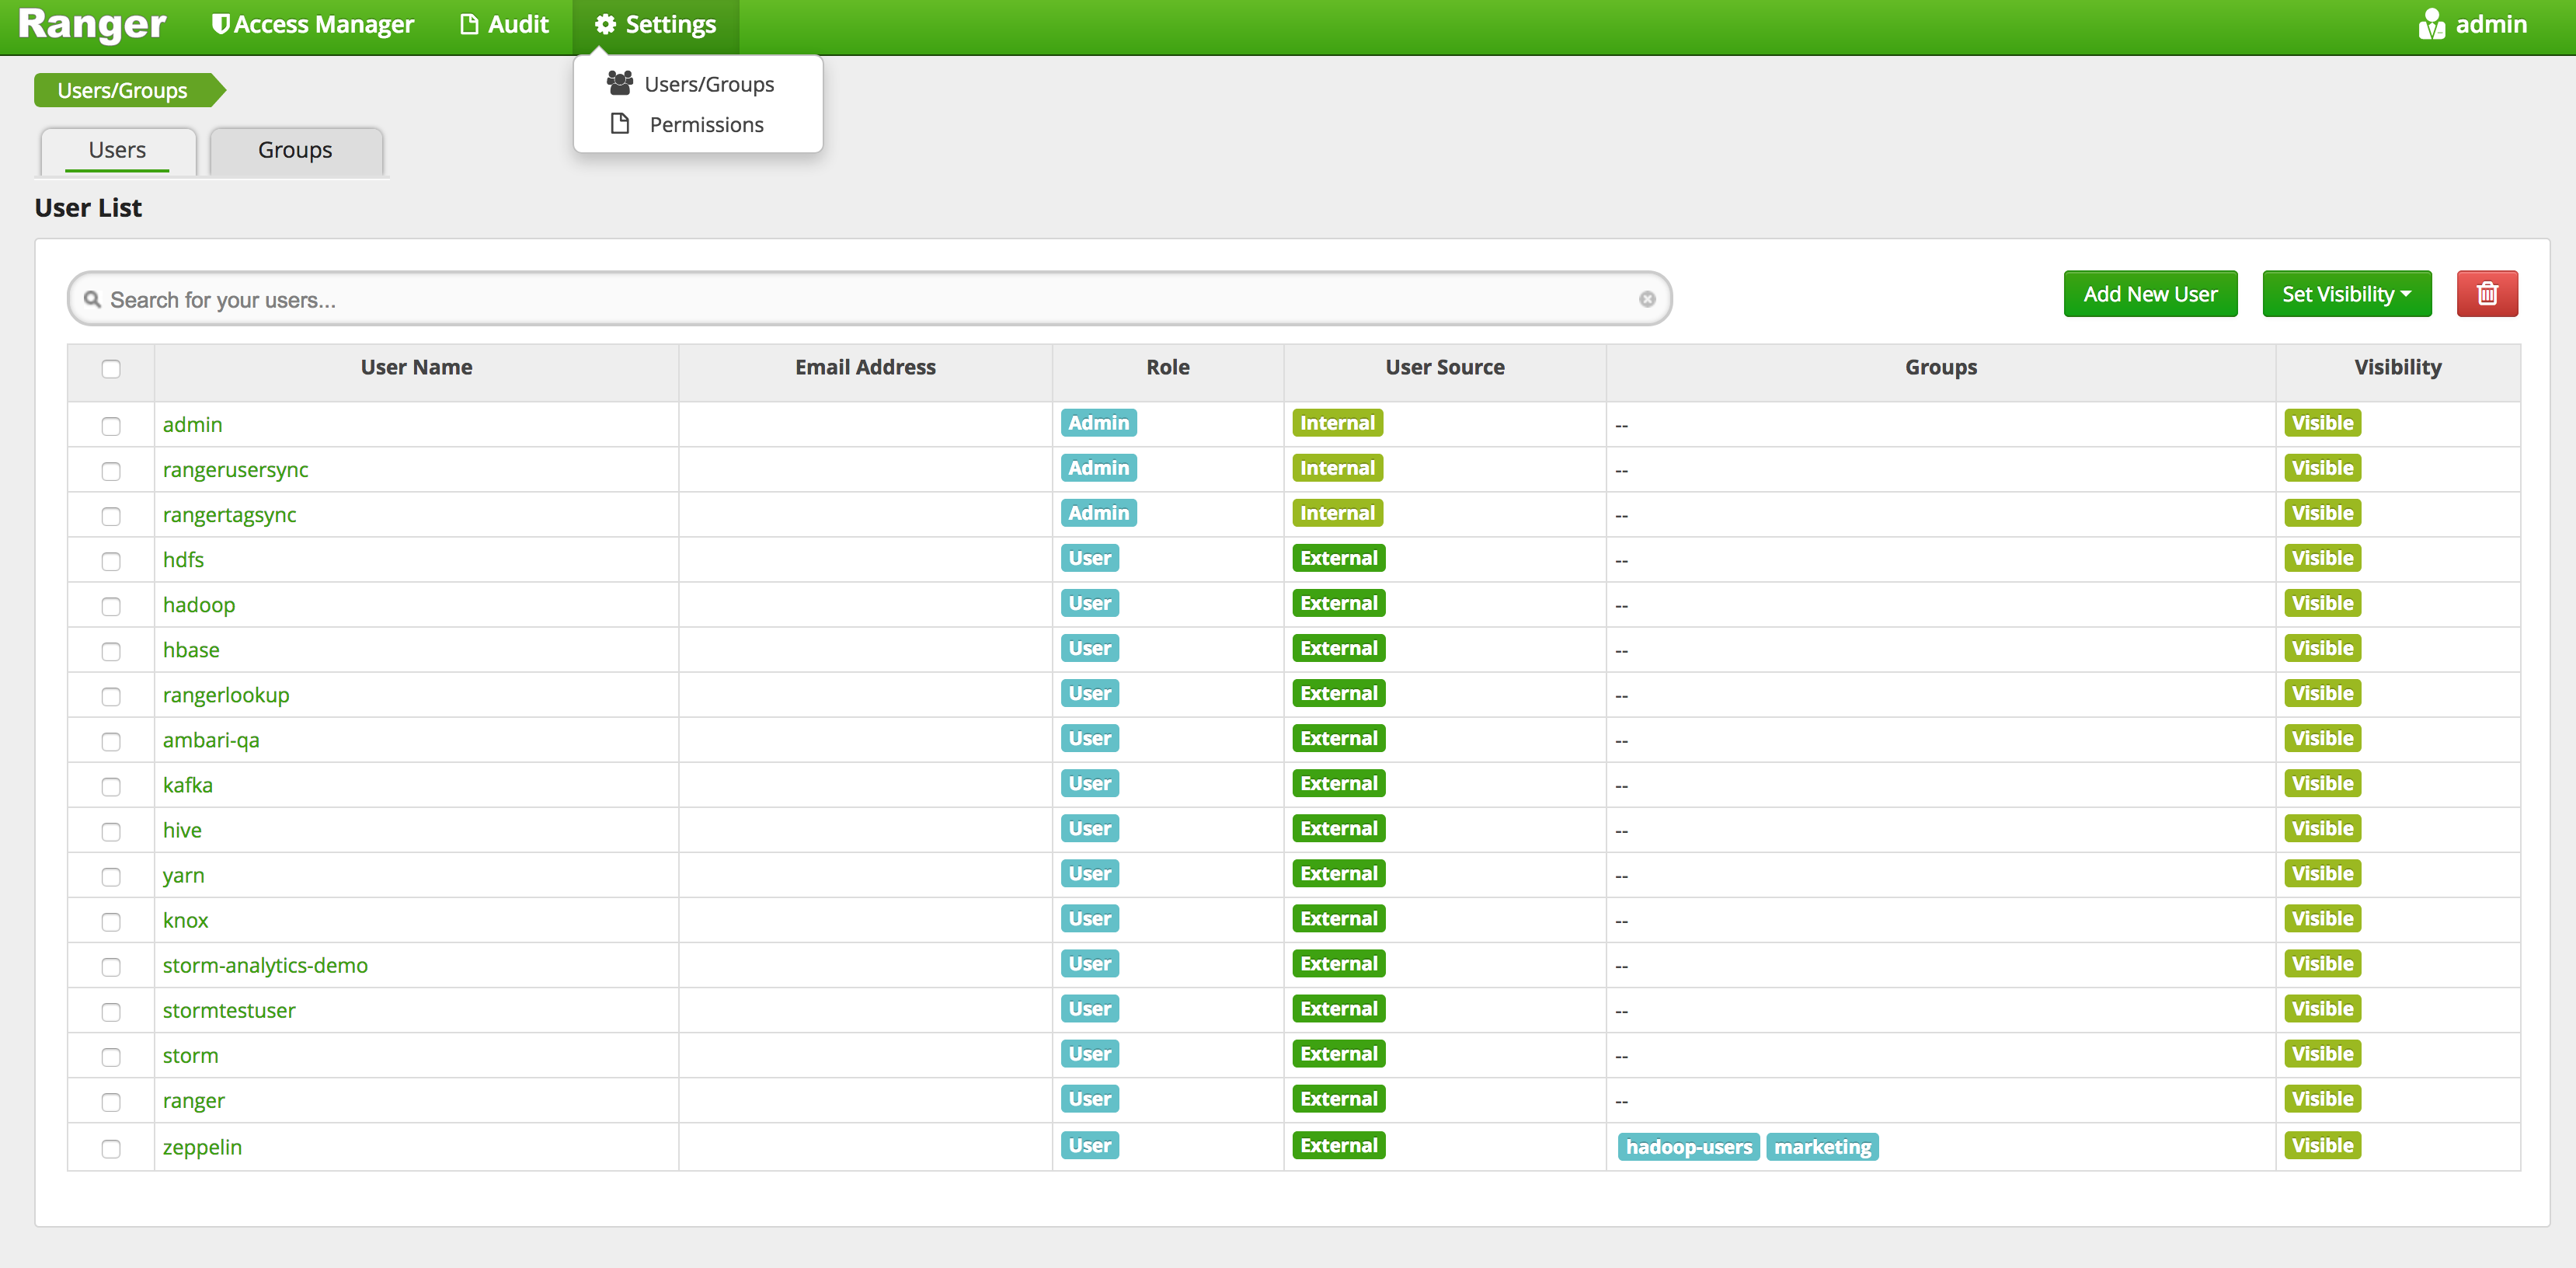 Ranger Access Manager Audit Settings admin
Users/Groups
Permissions
Users/Groups
Users Groups
User List
Search for your users... Add New User Set Visibility
User Name Email Address Role User Source Groups Visibility
admin Admin Internal -- Visible
rangerusersync Admin Internal -- Visible
rangertagsync Admin Internal -- Visible
hdfs User External -- Visible
hadoop User External -- Visible
hbase User External -- Visible
rangerlookup User External -- Visible
ambari-qa User External -- Visible
kafka User External -- Visible
hive User External -- Visible
yarn User External -- Visible
knox User External -- Visible
storm-analytics-demo User External -- Visible
stormtestuser User External -- Visible
storm User External -- Visible
ranger User External -- Visible
zeppelin User External hadoop-users marketing Visible